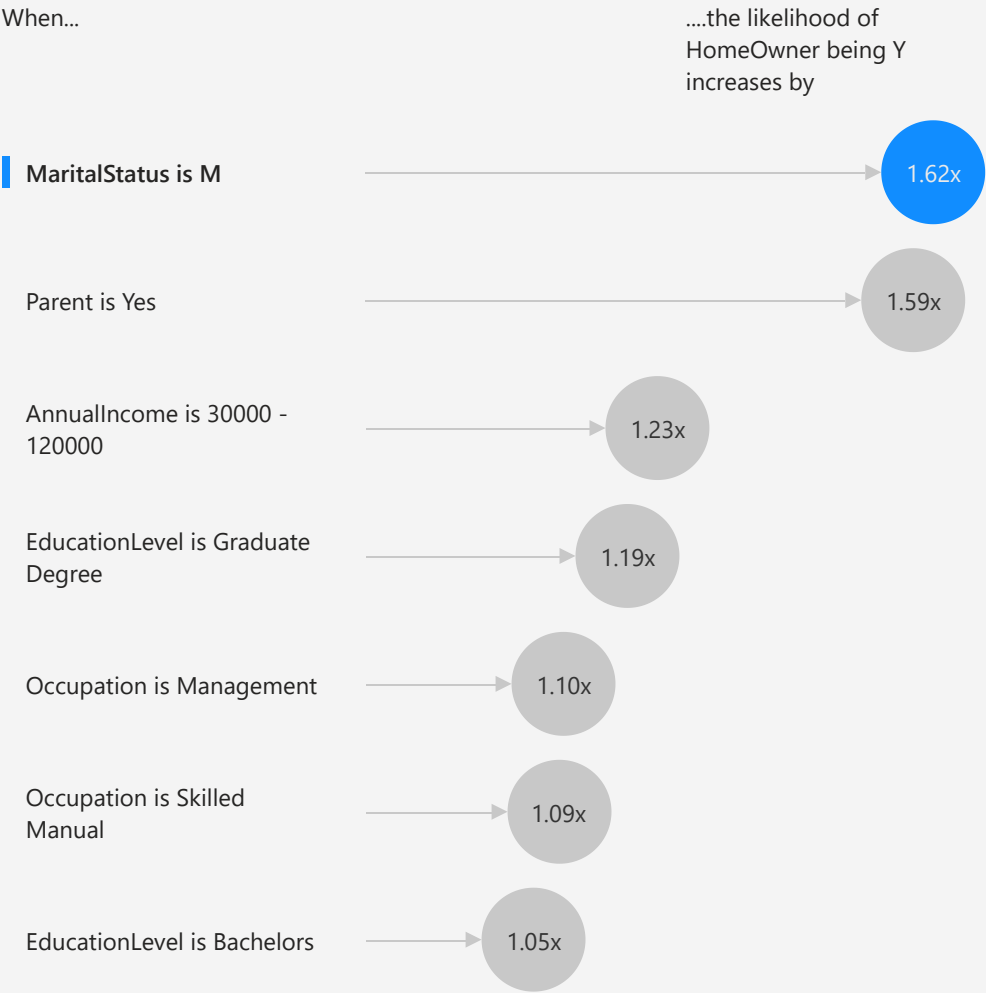 When...
....the likelihood of
HomeOwner being Y
increases by
MaritalStatus is M
1.62x
Parent is Yes
1.59x
AnnualIncome is 30000 -
120000
1.23x
EducationLevel is Graduate
Degree
1.19x
Occupation is Management
1.10x
Occupation is Skilled
Manual
1.09x
EducationLevel is Bachelors
1.05x